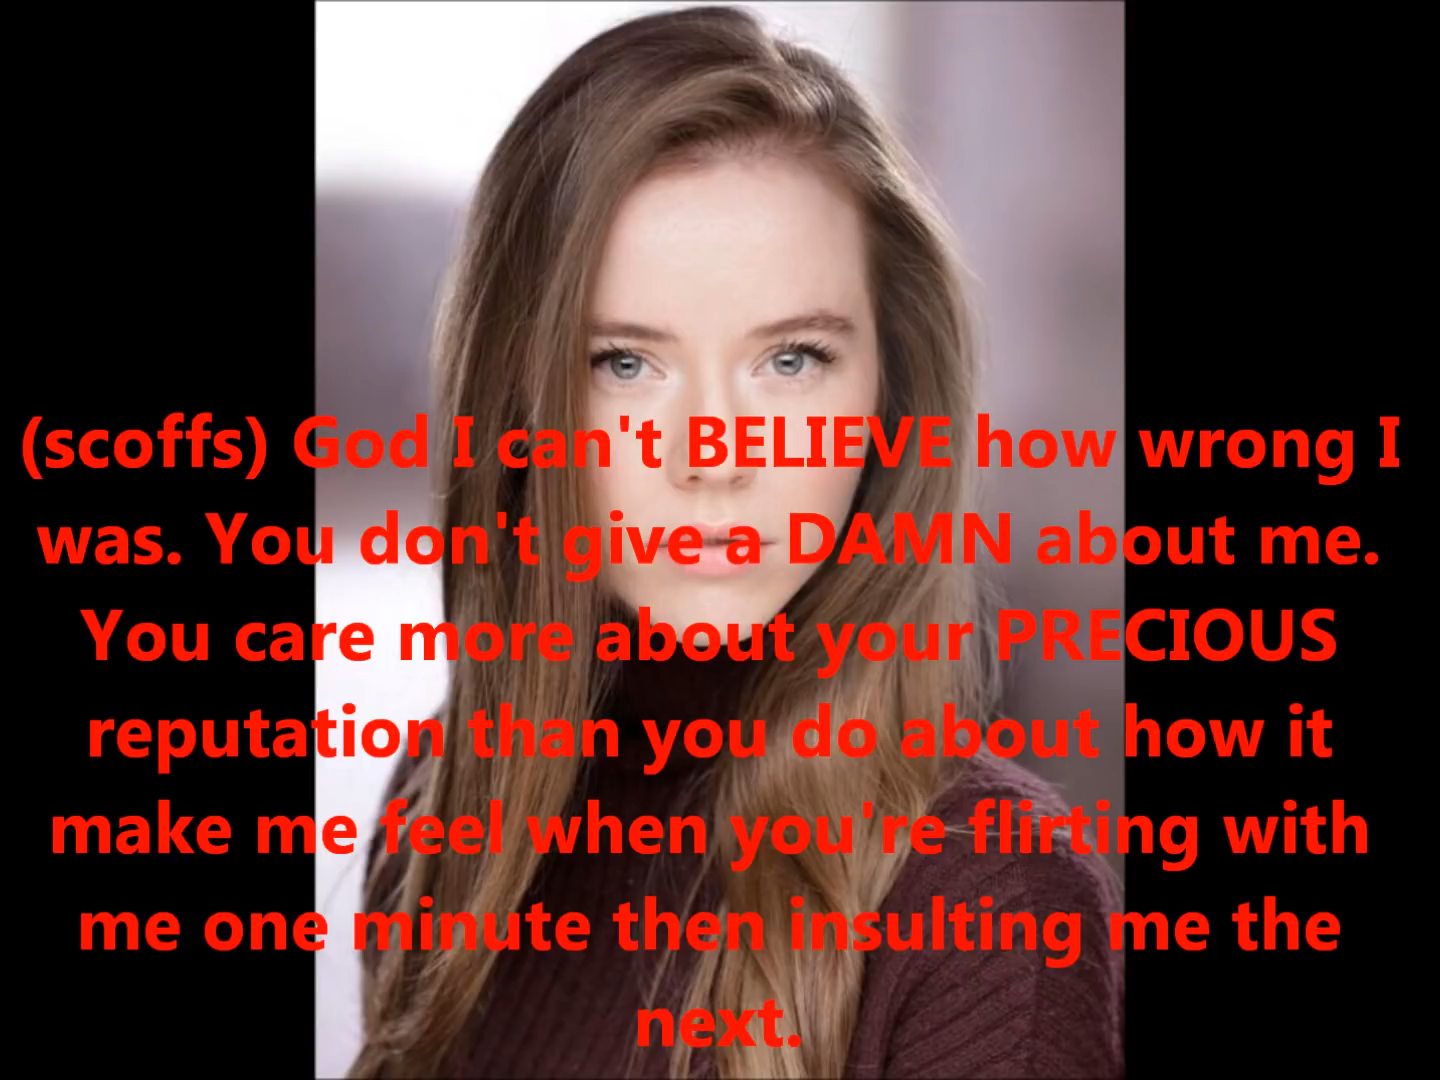 (scoffs) God I can't BELIEVE how wrong I
was. You don't give a DAMN about me.
You care more about your PRECIOUS
reputation than you do about how it
make me feel when you're flirting with
me one minute then insulting me the
next.